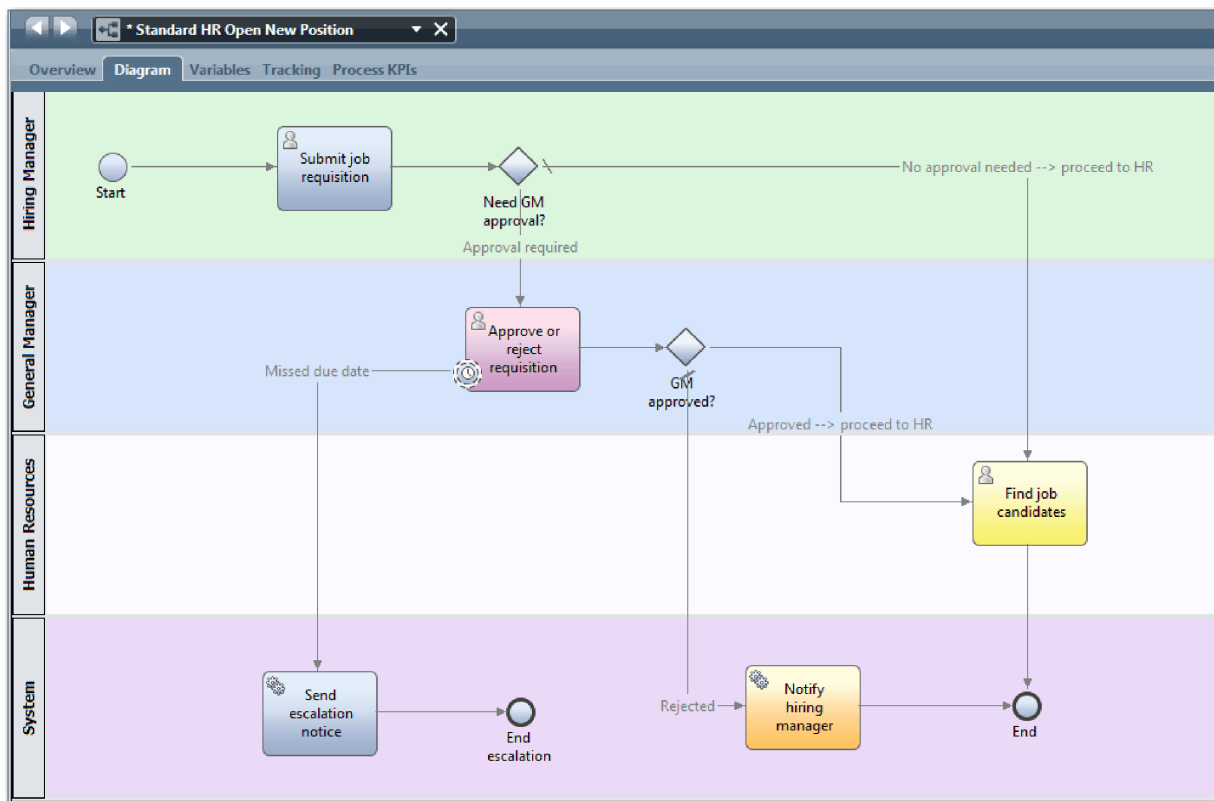 * Standard HR Open New Position
Overview
Diagram
Variables
Tracking
Process KPIs
Hiring Manager
Start
Submit job
requisition
Need GM
approval?
No approval needed --> proceed to HR
Approval required
General Manager
Approve or
reject
requisition
Missed due date
GM
approved?
Approved --> proceed to HR
Human Resources
Find job
candidates
System
Send
escalation
notice
End
escalation
Rejected
Notify
hiring
manager
End